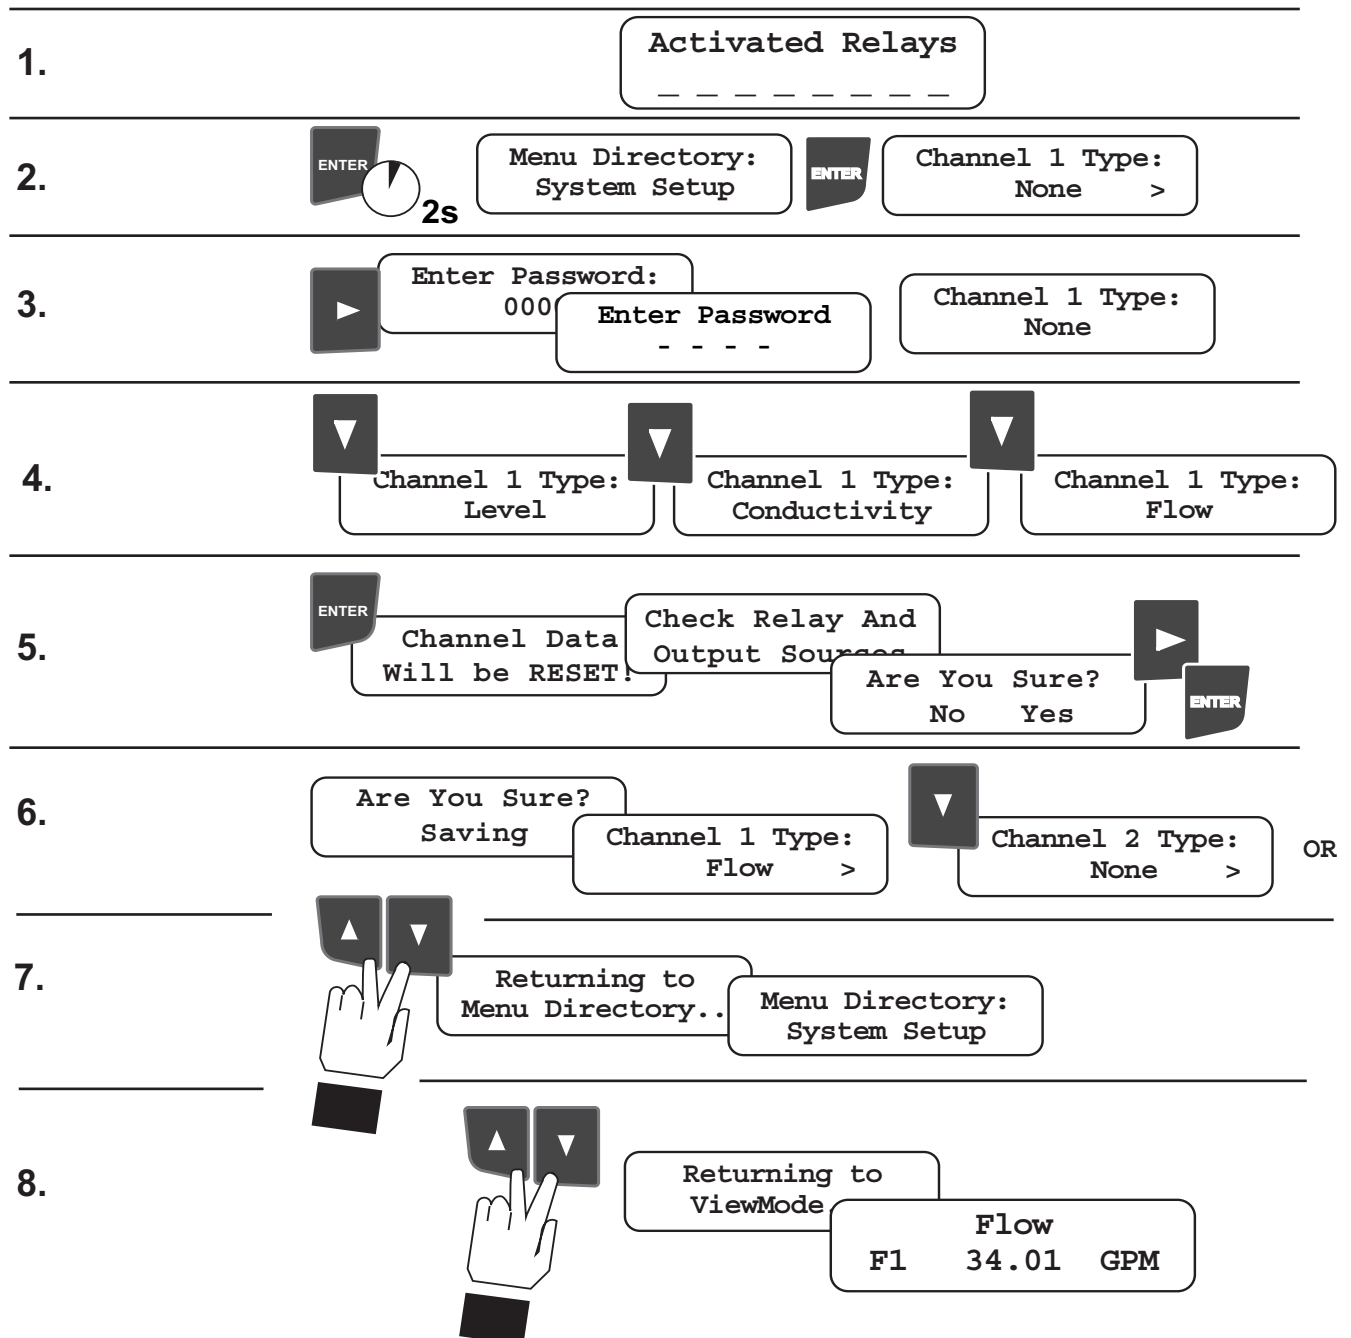 1.
Activated Relays
_ _ _ _ _ _ _ _
2.
ENTER
2s
Menu Directory:
System Setup
ENTER
Channel 1 Type:
None >
3.
Enter Password:
000
Enter Password
- - - -
Channel 1 Type:
None
4.
Channel 1 Type:
Level
Channel 1 Type:
Conductivity
Channel 1 Type:
Flow
5.
ENTER
Channel Data
Will be RESET!
Check Relay And
Output Sources
Are You Sure?
No Yes
ENTER
6.
Are You Sure?
Saving
Channel 1 Type:
Flow >
Channel 2 Type:
None >
OR
7.
Returning to
Menu Directory..
Menu Directory:
System Setup
8.
Returning to
ViewMode.
Flow
F1 34.01 GPM